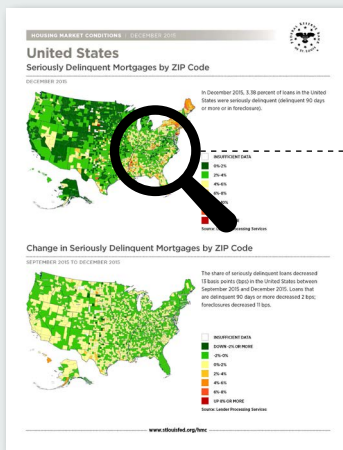 HOUSING MARKET CONDITIONS / DECEMBER 2015
United States
Seriously Delinquent Mortgages by ZIP Code
DECEMBER 2015
In December 2015, 3.38 percent of loans in the United
States were seriously delinquent (delinquent 90 days
or more or in foreclosure).
INSUFFICIENT DATA
0%-2%
2%-4%
4%-6%
6%-8%
Processing Services
Change in Seriously Delinquent Mortgages by ZIP Code
SEPTEMBER 2015 TO DECEMBER 2015
The share of seriously delinquent loans decreased
13 basis points (bps) in the United States between
September 2015 and December 2015. Loans that
are delinquent 90 days or more decreased 2 bps;
foreclosures decreased 11 bps.
INSUFFICIENT DATA
DOWN -2% OR MORE
-2%-0%
0%-2%
2%-4%
4%-6%
6%-8%
UP 8% OR MORE
Source: Lender Processing Services
www.stlouisfed.org/hmc